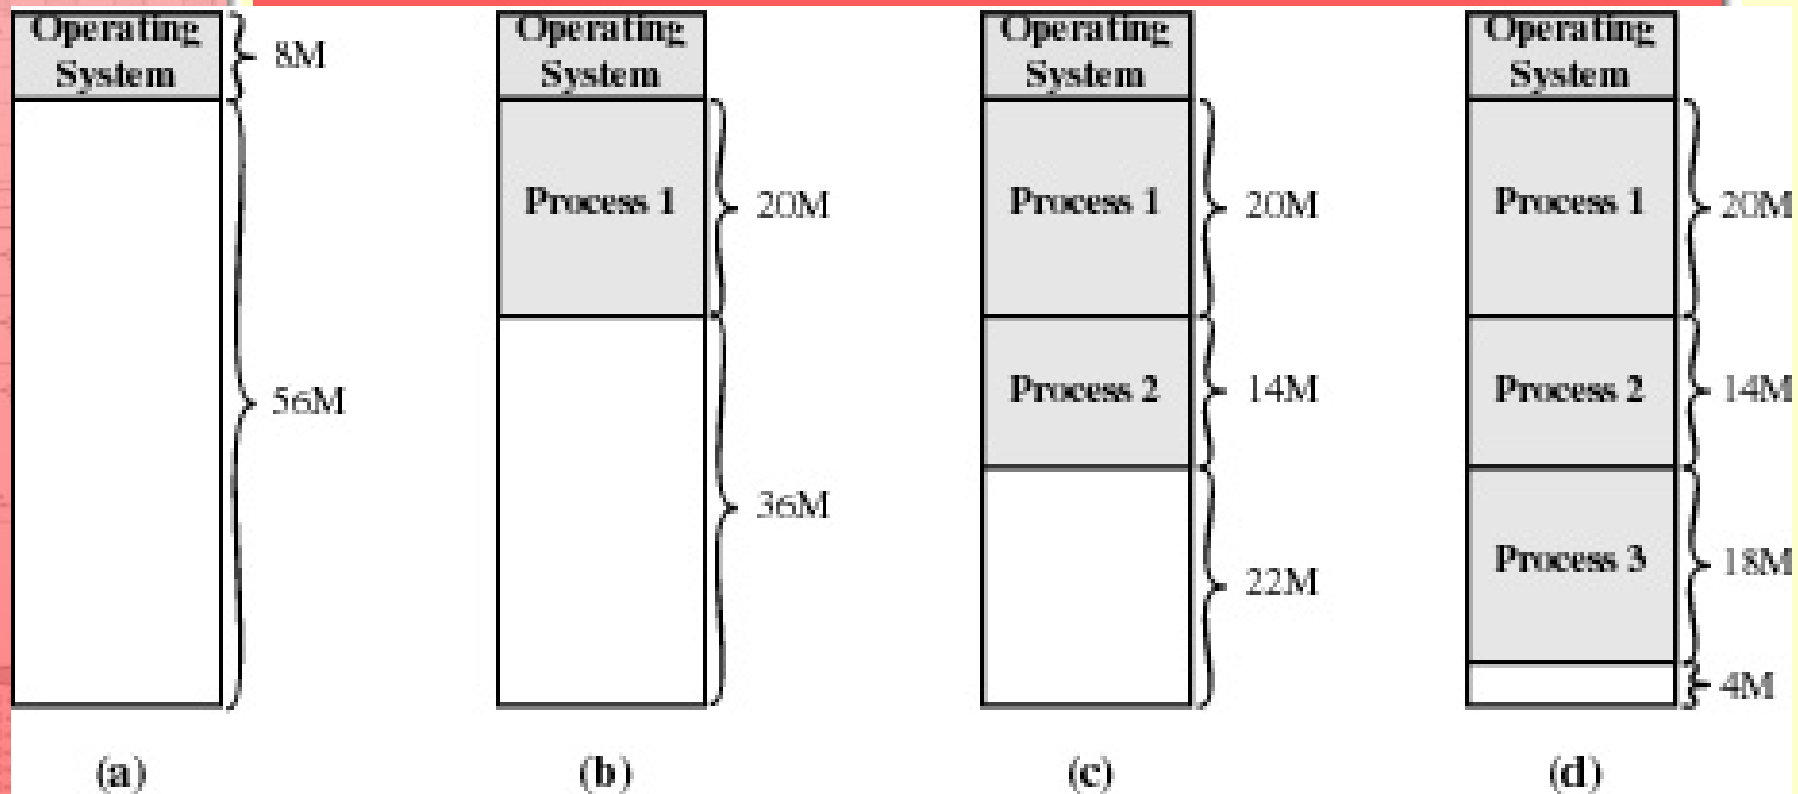 Operating
System
8M
56M
(a)
Operating
System
Process 1
20M
36M
(b)
Operating
System
Process 1
20M
Process 2
14M
22M
(c)
Operating
System
Process 1
20M
Process 2
14M
Process 3
18M
4M
(d)